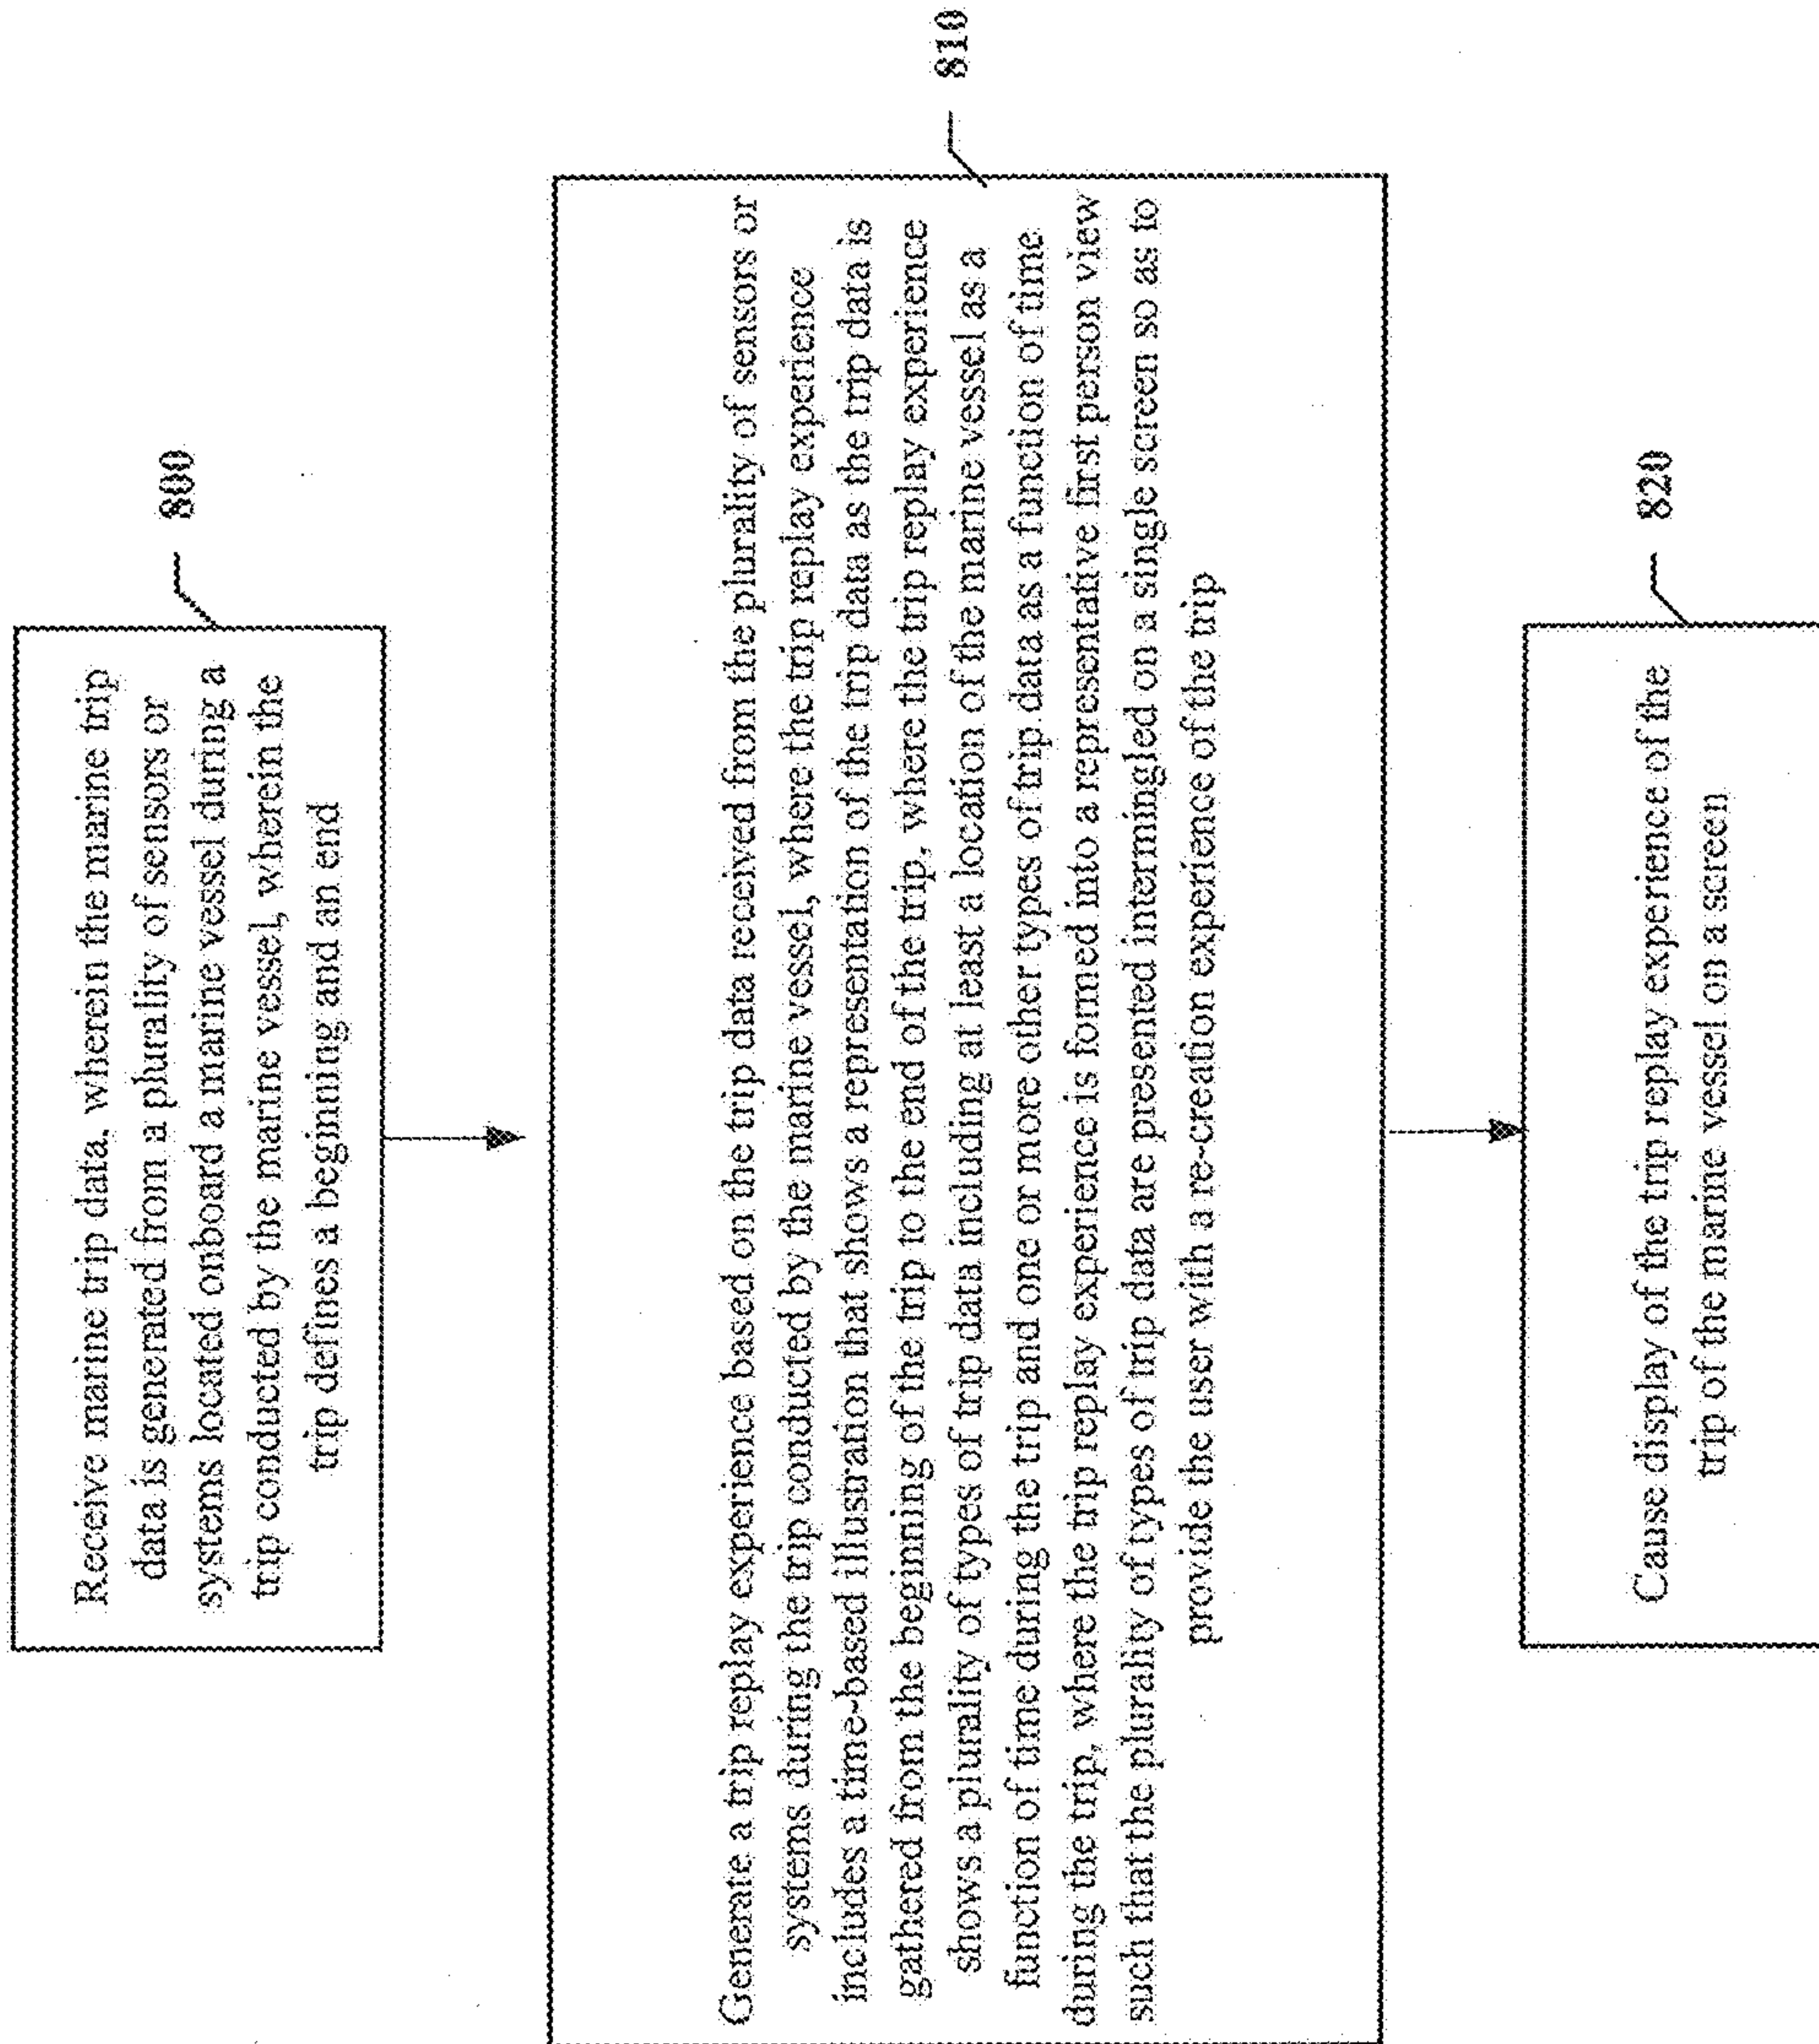 Receive marine trip data, wherein the marine trip
data is generated from a plurality of sensors or
systems located onboard a marine vessel during a
trip conducted by the marine vessel, wherein the
trip defines a beginning and an end
800
Generate a trip replay experience based on the trip data received from the plurality of sensors or
systems during the trip conducted by the marine vessel, where the trip replay experience
includes a time-based illustration that shows a representation of the trip data as the trip data is
gathered from the beginning of the trip to the end of the trip, where the trip replay experience
shows a plurality of types of trip data including at least a location of the marine vessel as a
function of time during the trip and one or more other types of trip data as a function of time
during the trip, where the trip replay experience is formed into a representative first person view
such that the plurality of types of trip data are presented intermingled on a single screen so as to
provide the user with a re-creation experience of the trip
810
Cause display of the trip replay experience of the
trip of the marine vessel on a screen
820